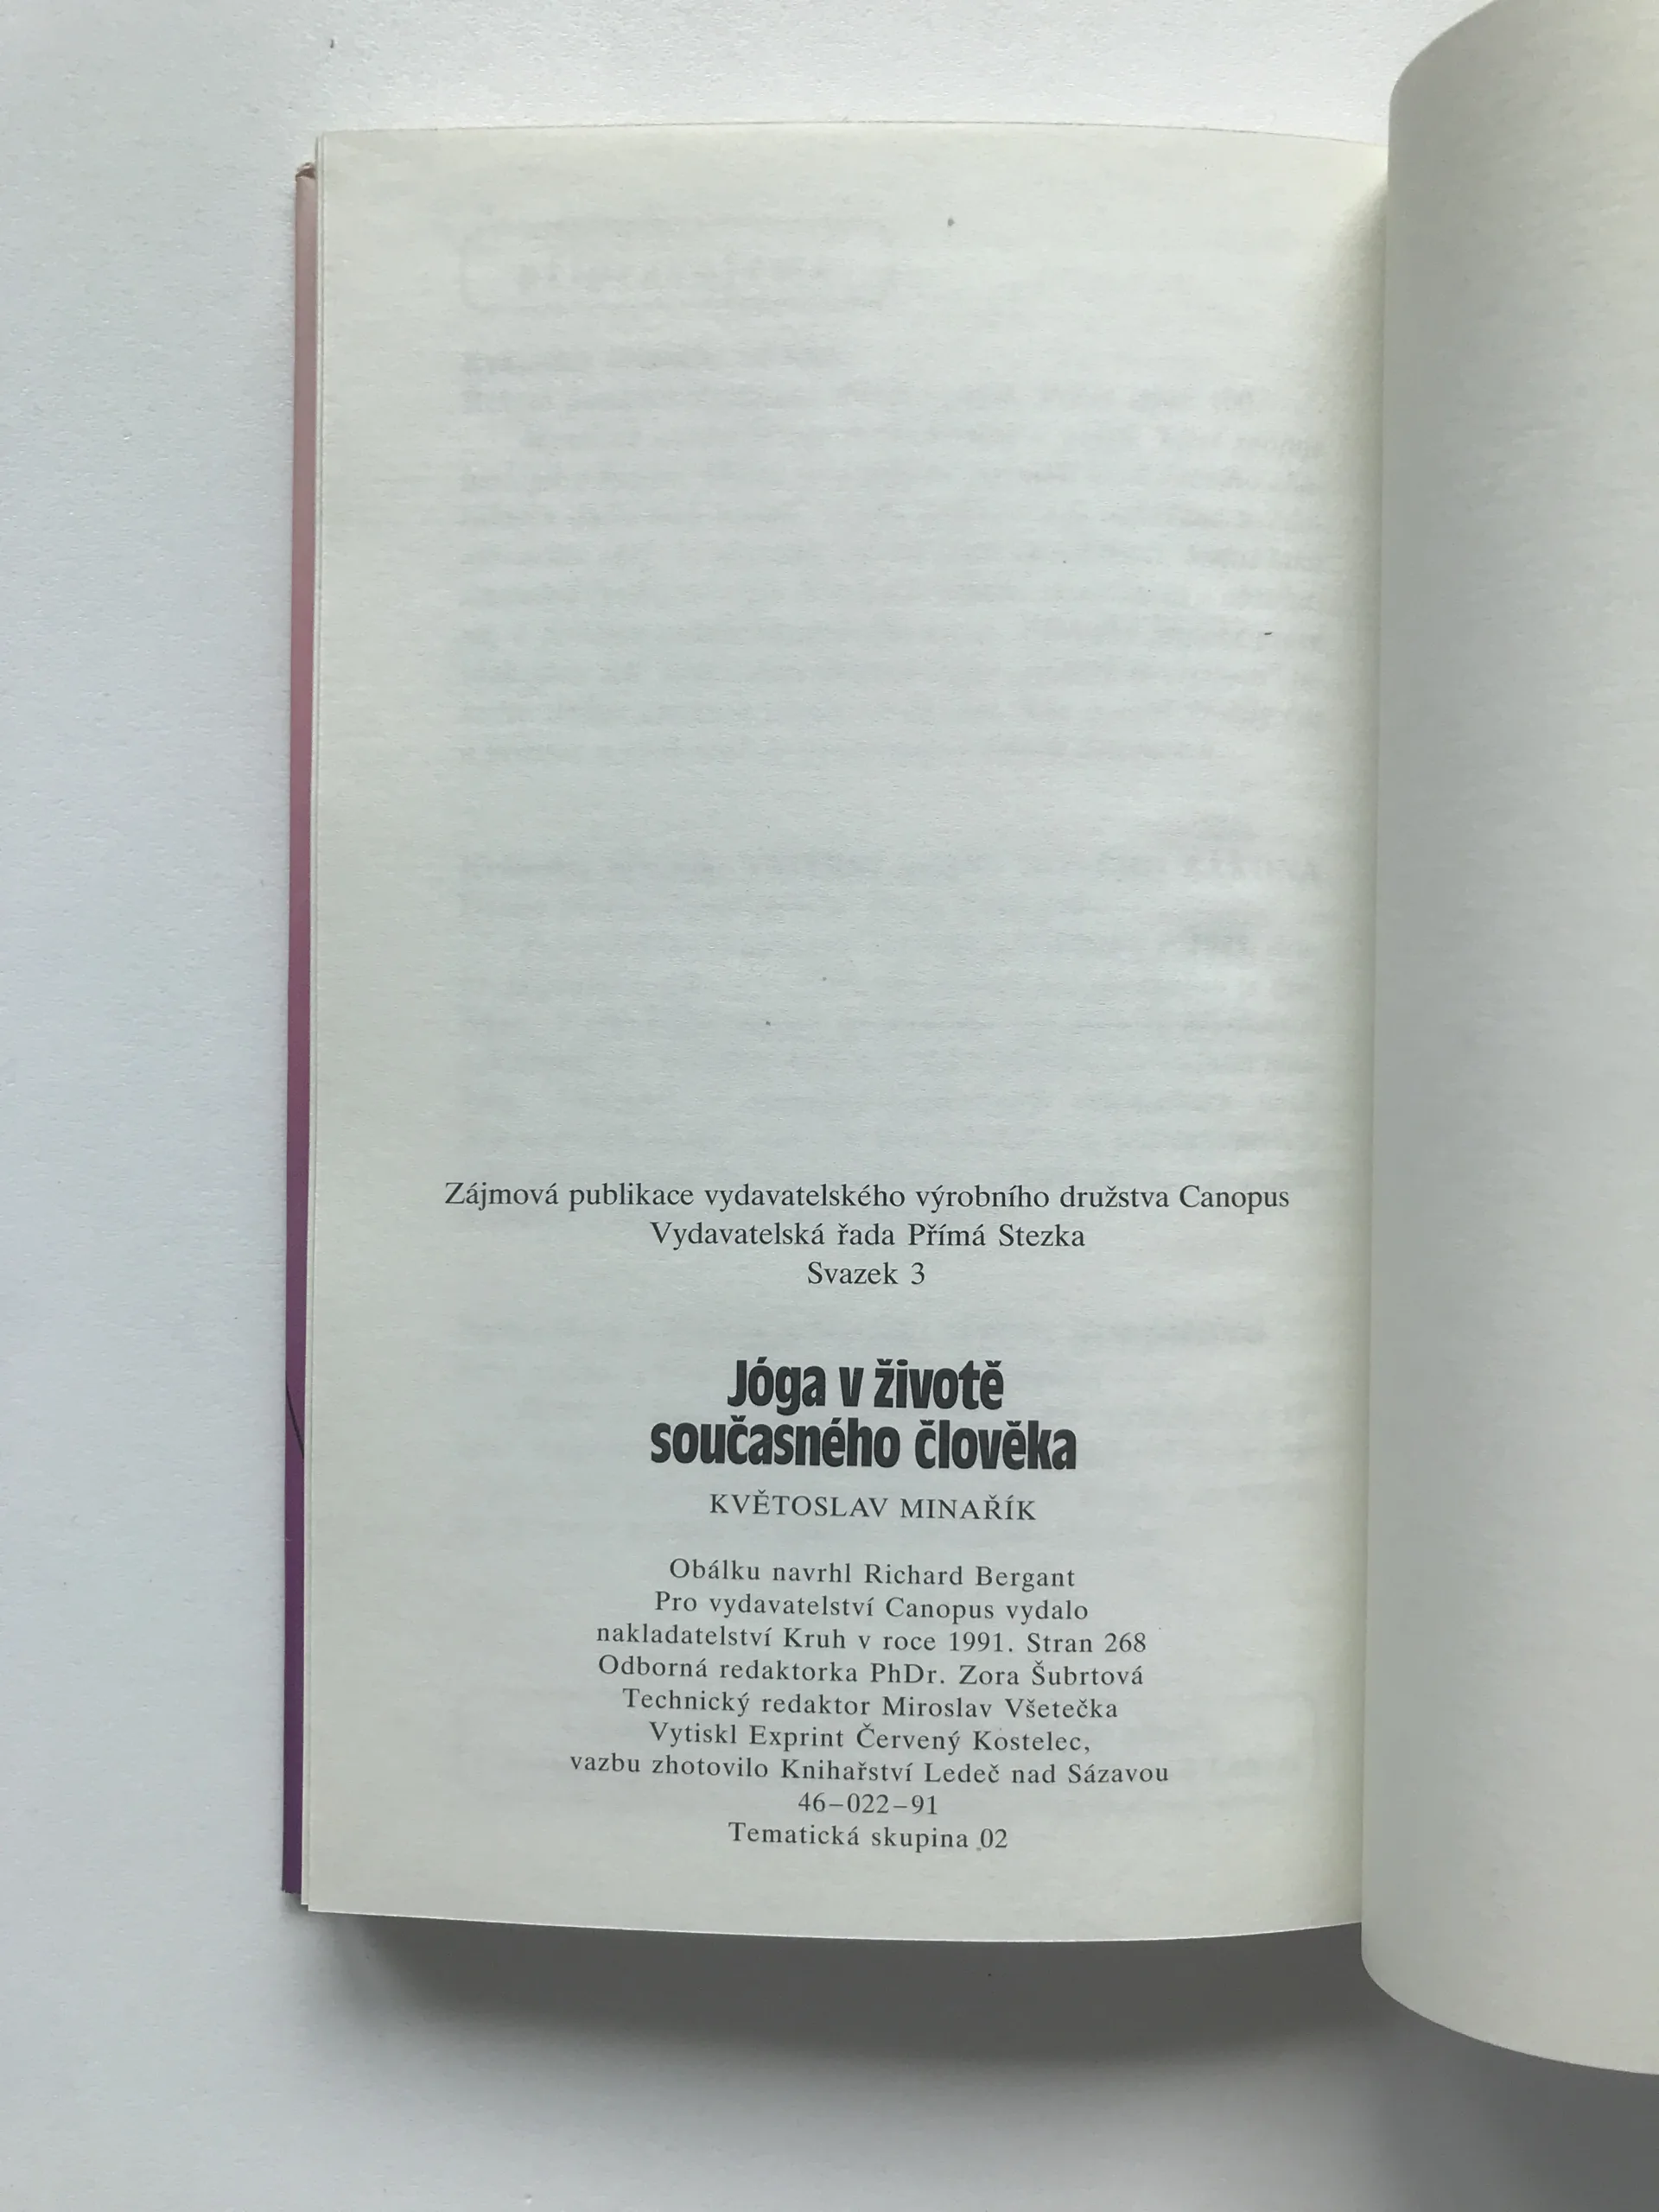 Zájmová publikace vydavatelského výrobního družstva Canopus
Vydavatelská řada Přímá Stezka
Svazek 3
Jóga v životě
současného člověka
KVĚTOSLAV MINAŘÍK
Obálku navrhl Richard Bergant
Pro vydavatelství Canopus vydalo
nakladatelství Kruh v roce 1991. Stran 268
Odborná redaktorka PhDr. Zora Šubrtová
Technický redaktor Miroslav Všetečka
Vytiskl Exprint Červený Kostelec,
vazbu zhotovilo Knihařství Ledeč nad Sázavou
46–022–91
Tematická skupina 02